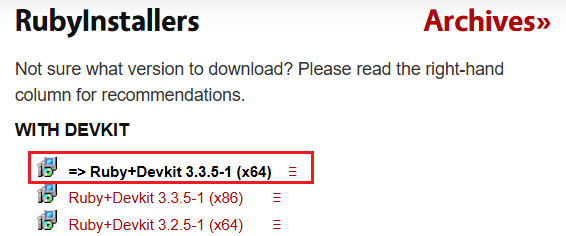 RubyInstallers Archives»
Not sure what version to download? Please read the right-hand
column for recommendations.
WITH DEVKIT
=> Ruby+Devkit 3.3.5-1 (x64) Ξ
Ruby+Devkit 3.3.5-1 (x86) Ξ
Ruby+Devkit 3.2.5-1 (x64) Ξ